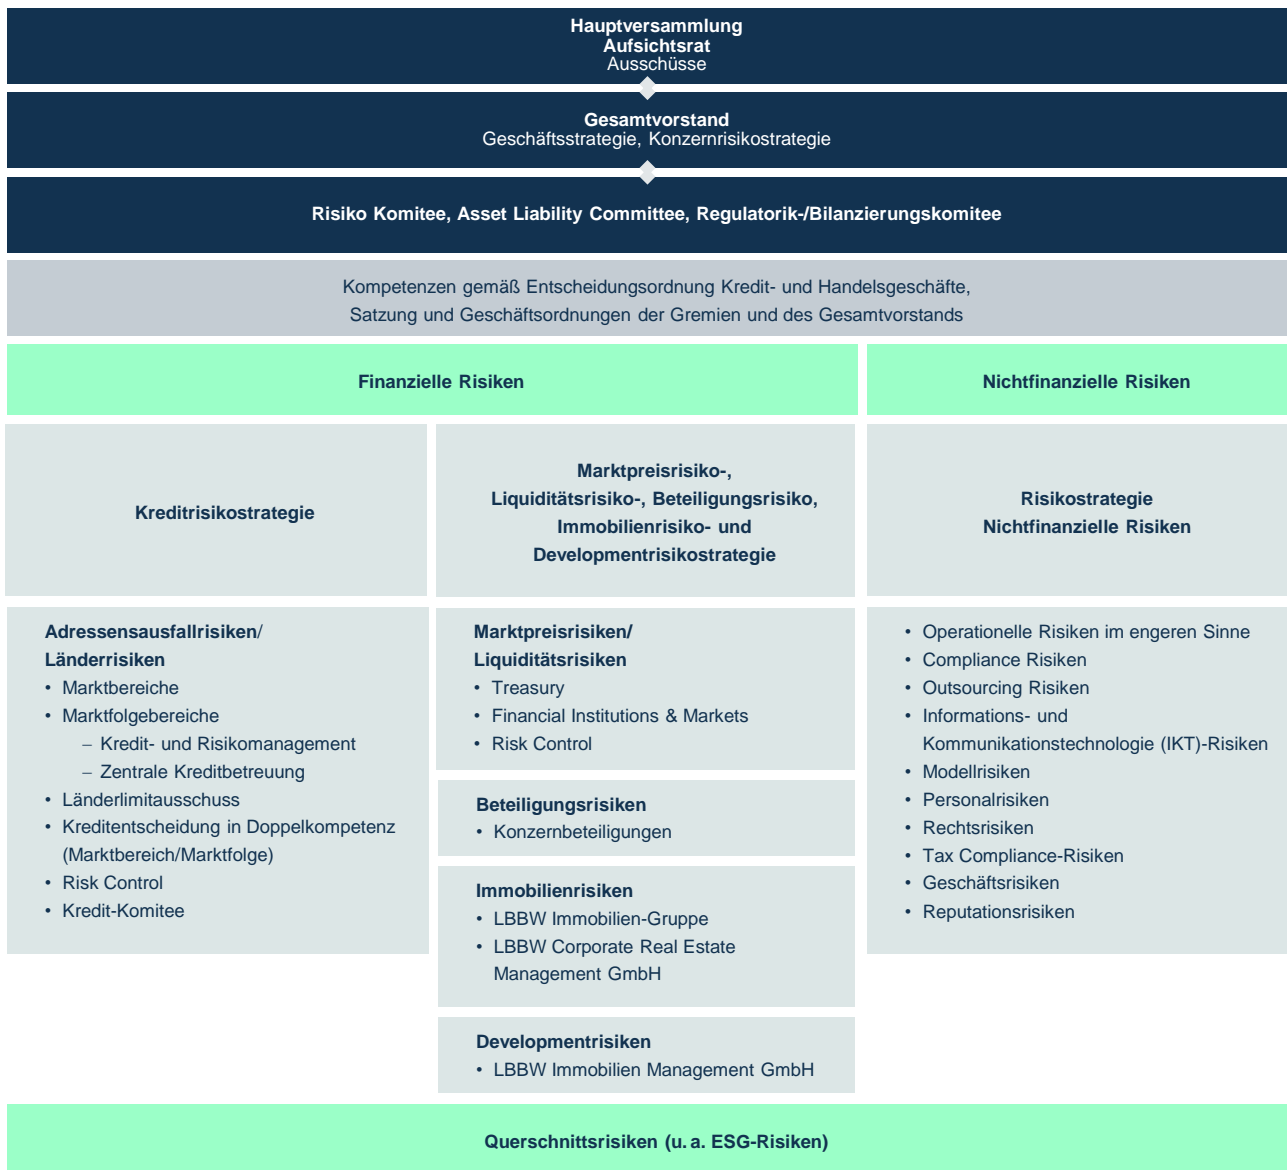 Hauptversammlung
Aufsichtsrat
Ausschüsse
Gesamtvorstand
Geschäftsstrategie, Konzernrisikostrategie
Risiko Komitee, Asset Liability Committee, Regulatorik-/Bilanzierungskomitee
Kompetenzen gemäß Entscheidungsordnung Kredit- und Handelsgeschäfte,
Satzung und Geschäftsordnungen der Gremien und des Gesamtvorstands
Finanzielle Risiken
Nichtfinanzielle Risiken
Kreditrisikostrategie
Marktpreisrisiko-,
Liquiditätsrisiko-, Beteiligungsrisiko,
Immobilienrisiko- und
Developmentrisikostrategie
Risikostrategie
Nichtfinanzielle Risiken
Adressensausfallrisiken/
Länderrisiken
• Marktbereiche
• Marktfolgebereiche
– Kredit- und Risikomanagement
– Zentrale Kreditbetreuung
• Länderlimitausschuss
• Kreditentscheidung in Doppelkompetenz
(Marktbereich/Marktfolge)
• Risk Control
• Kredit-Komitee
Marktpreisrisiken/
Liquiditätsrisiken
• Treasury
• Financial Institutions & Markets
• Risk Control
Beteiligungsrisiken
• Konzernbeteiligungen
Immobilienrisiken
• LBBW Immobilien-Gruppe
• LBBW Corporate Real Estate
Management GmbH
Developmentrisiken
• LBBW Immobilien Management GmbH
• Operationelle Risiken im engeren Sinne
• Compliance Risiken
• Outsourcing Risiken
• Informations- und
Kommunikationstechnologie (IKT)-Risiken
• Modellrisiken
• Personalrisiken
• Rechtsrisiken
• Tax Compliance-Risiken
• Geschäftsrisiken
• Reputationsrisiken
Querschnittsrisiken (u. a. ESG-Risiken)